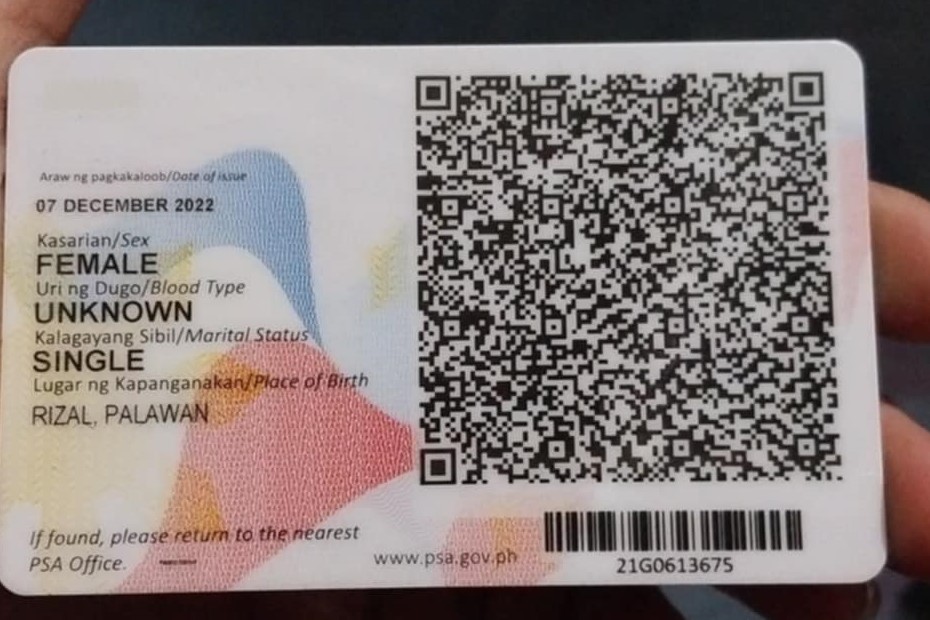 Araw ng pagkakaloob/Date of issue
07 DECEMBER 2022
Kasarian/Sex
FEMALE
Uri ng Dugo/Blood Type
UNKNOWN
Kalagayang Sibil/Marital Status
SINGLE
Lugar ng Kapanganakan/Place of Birth
RIZAL, PALAWAN
If found, please return to the nearest
PSA Office.
www.psa.gov.ph
21G0613675